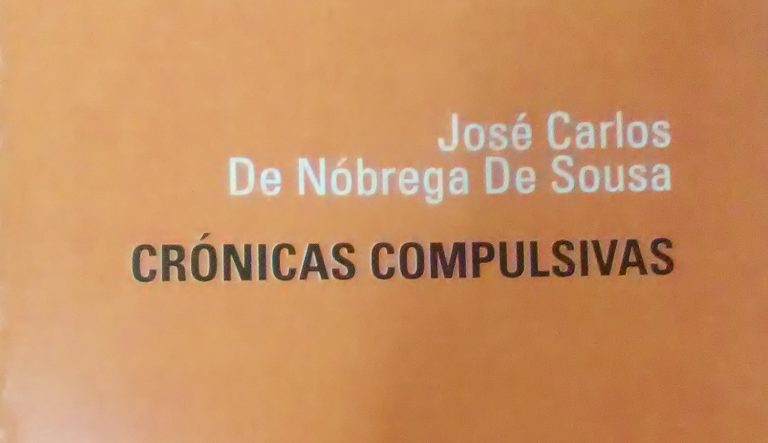 José Carlos
De Nóbrega De Sousa
CRÓNICAS COMPULSIVAS